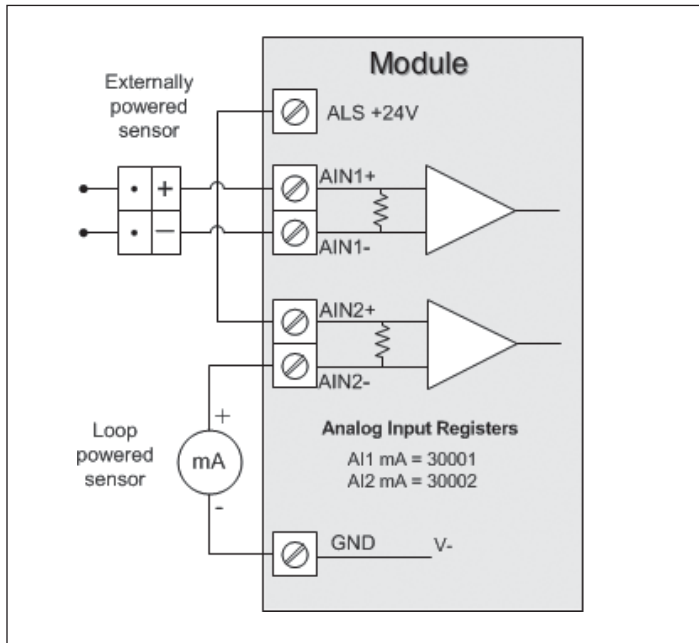 Module
Externally
powered
sensor
ALS +24V
+
AIN1+
–
AIN1-
AIN2+
AIN2-
+
Loop
powered
sensor
mA
-
Analog Input Registers
AI1 mA = 30001
AI2 mA = 30002
GND V-